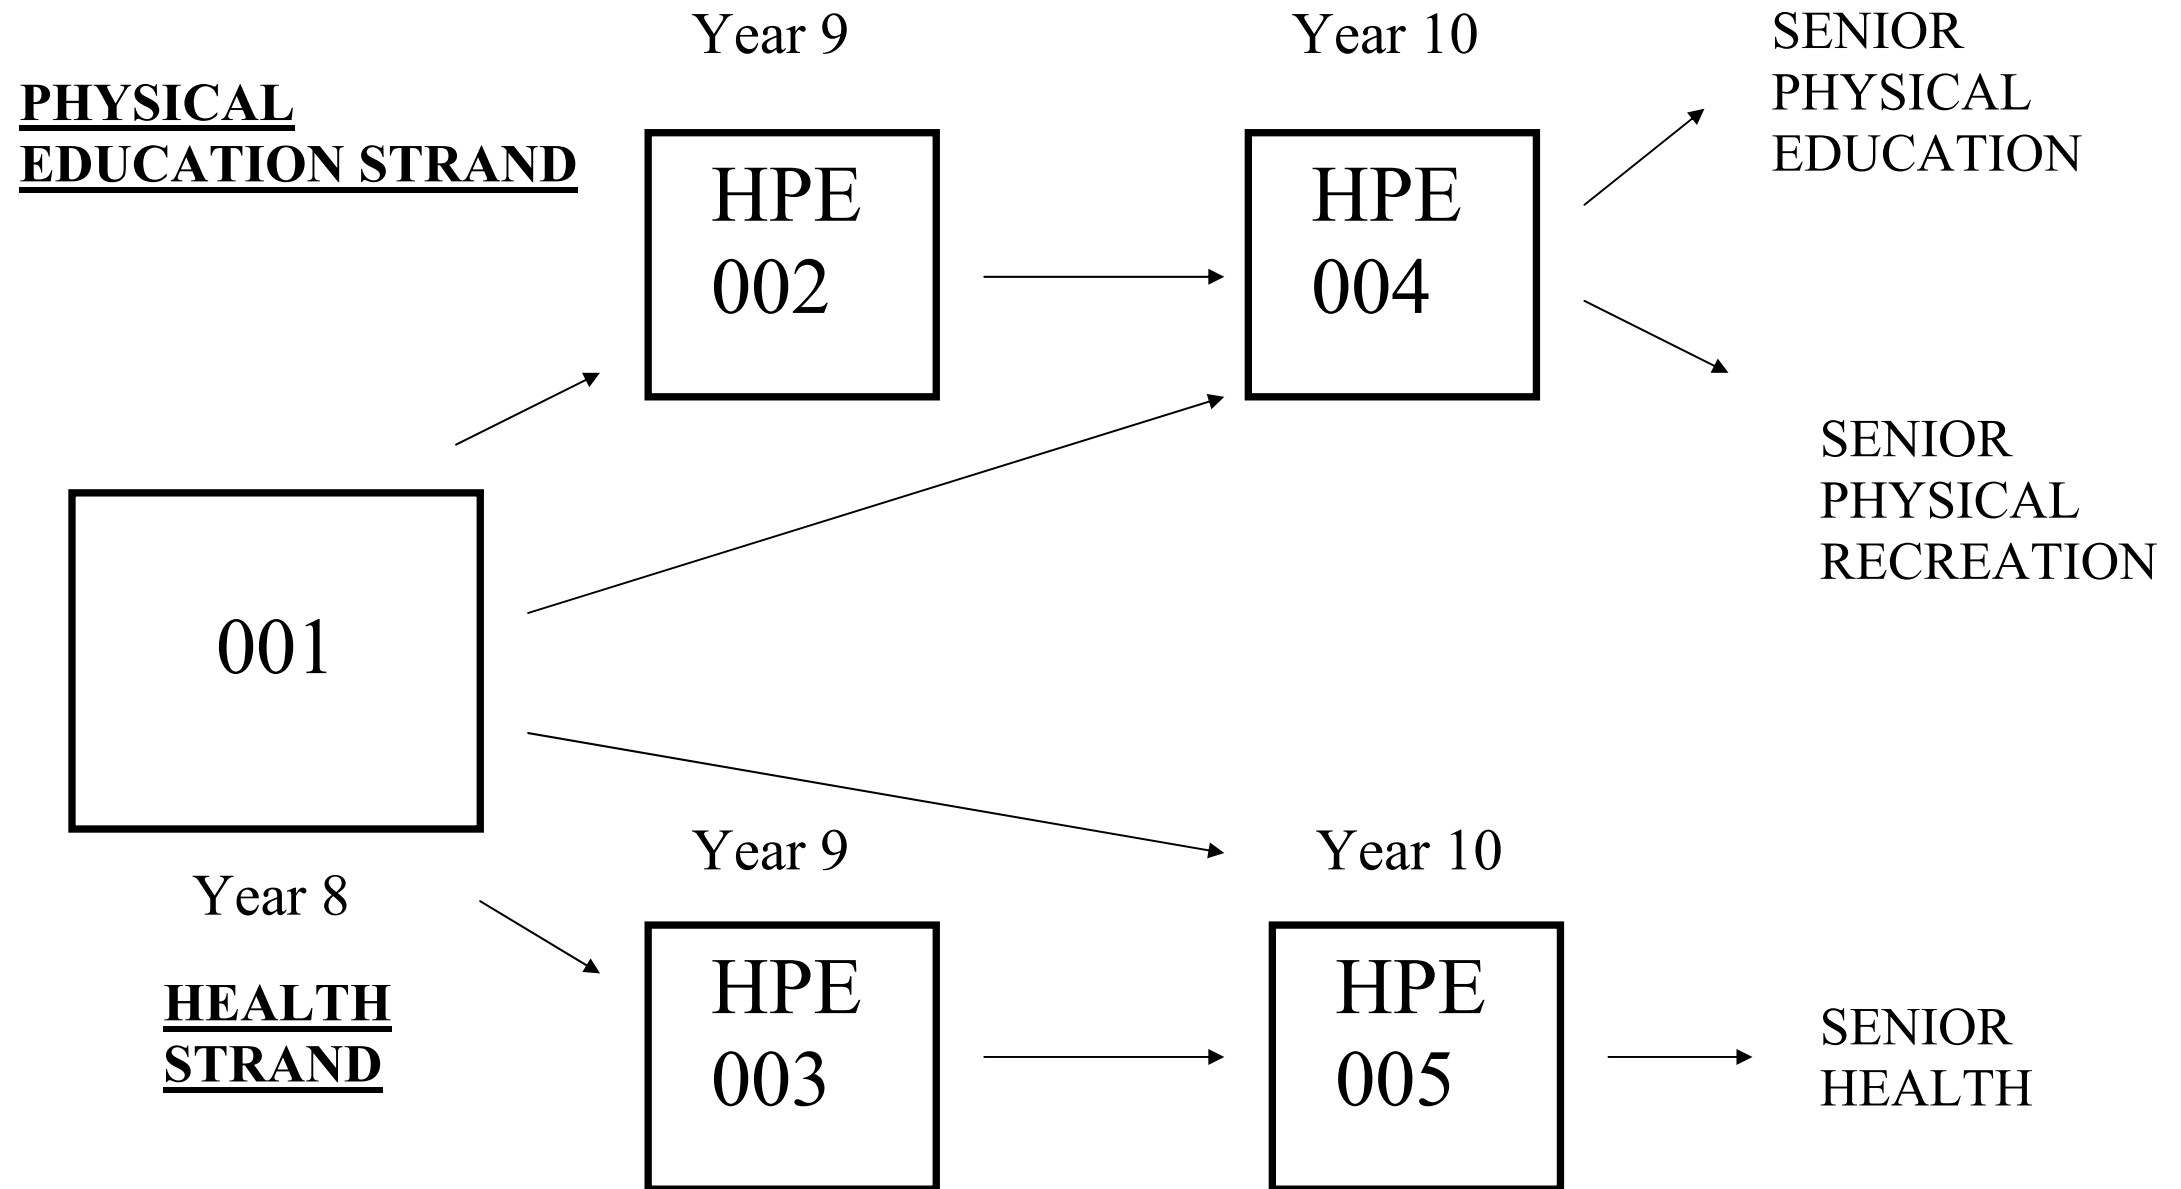 Year 9
Year 10
SENIOR
PHYSICAL
EDUCATION
PHYSICAL
EDUCATION STRAND
HPE
002
HPE
004
SENIOR
PHYSICAL
RECREATION
001
Year 8
Year 9
Year 10
HEALTH
STRAND
HPE
003
HPE
005
SENIOR
HEALTH